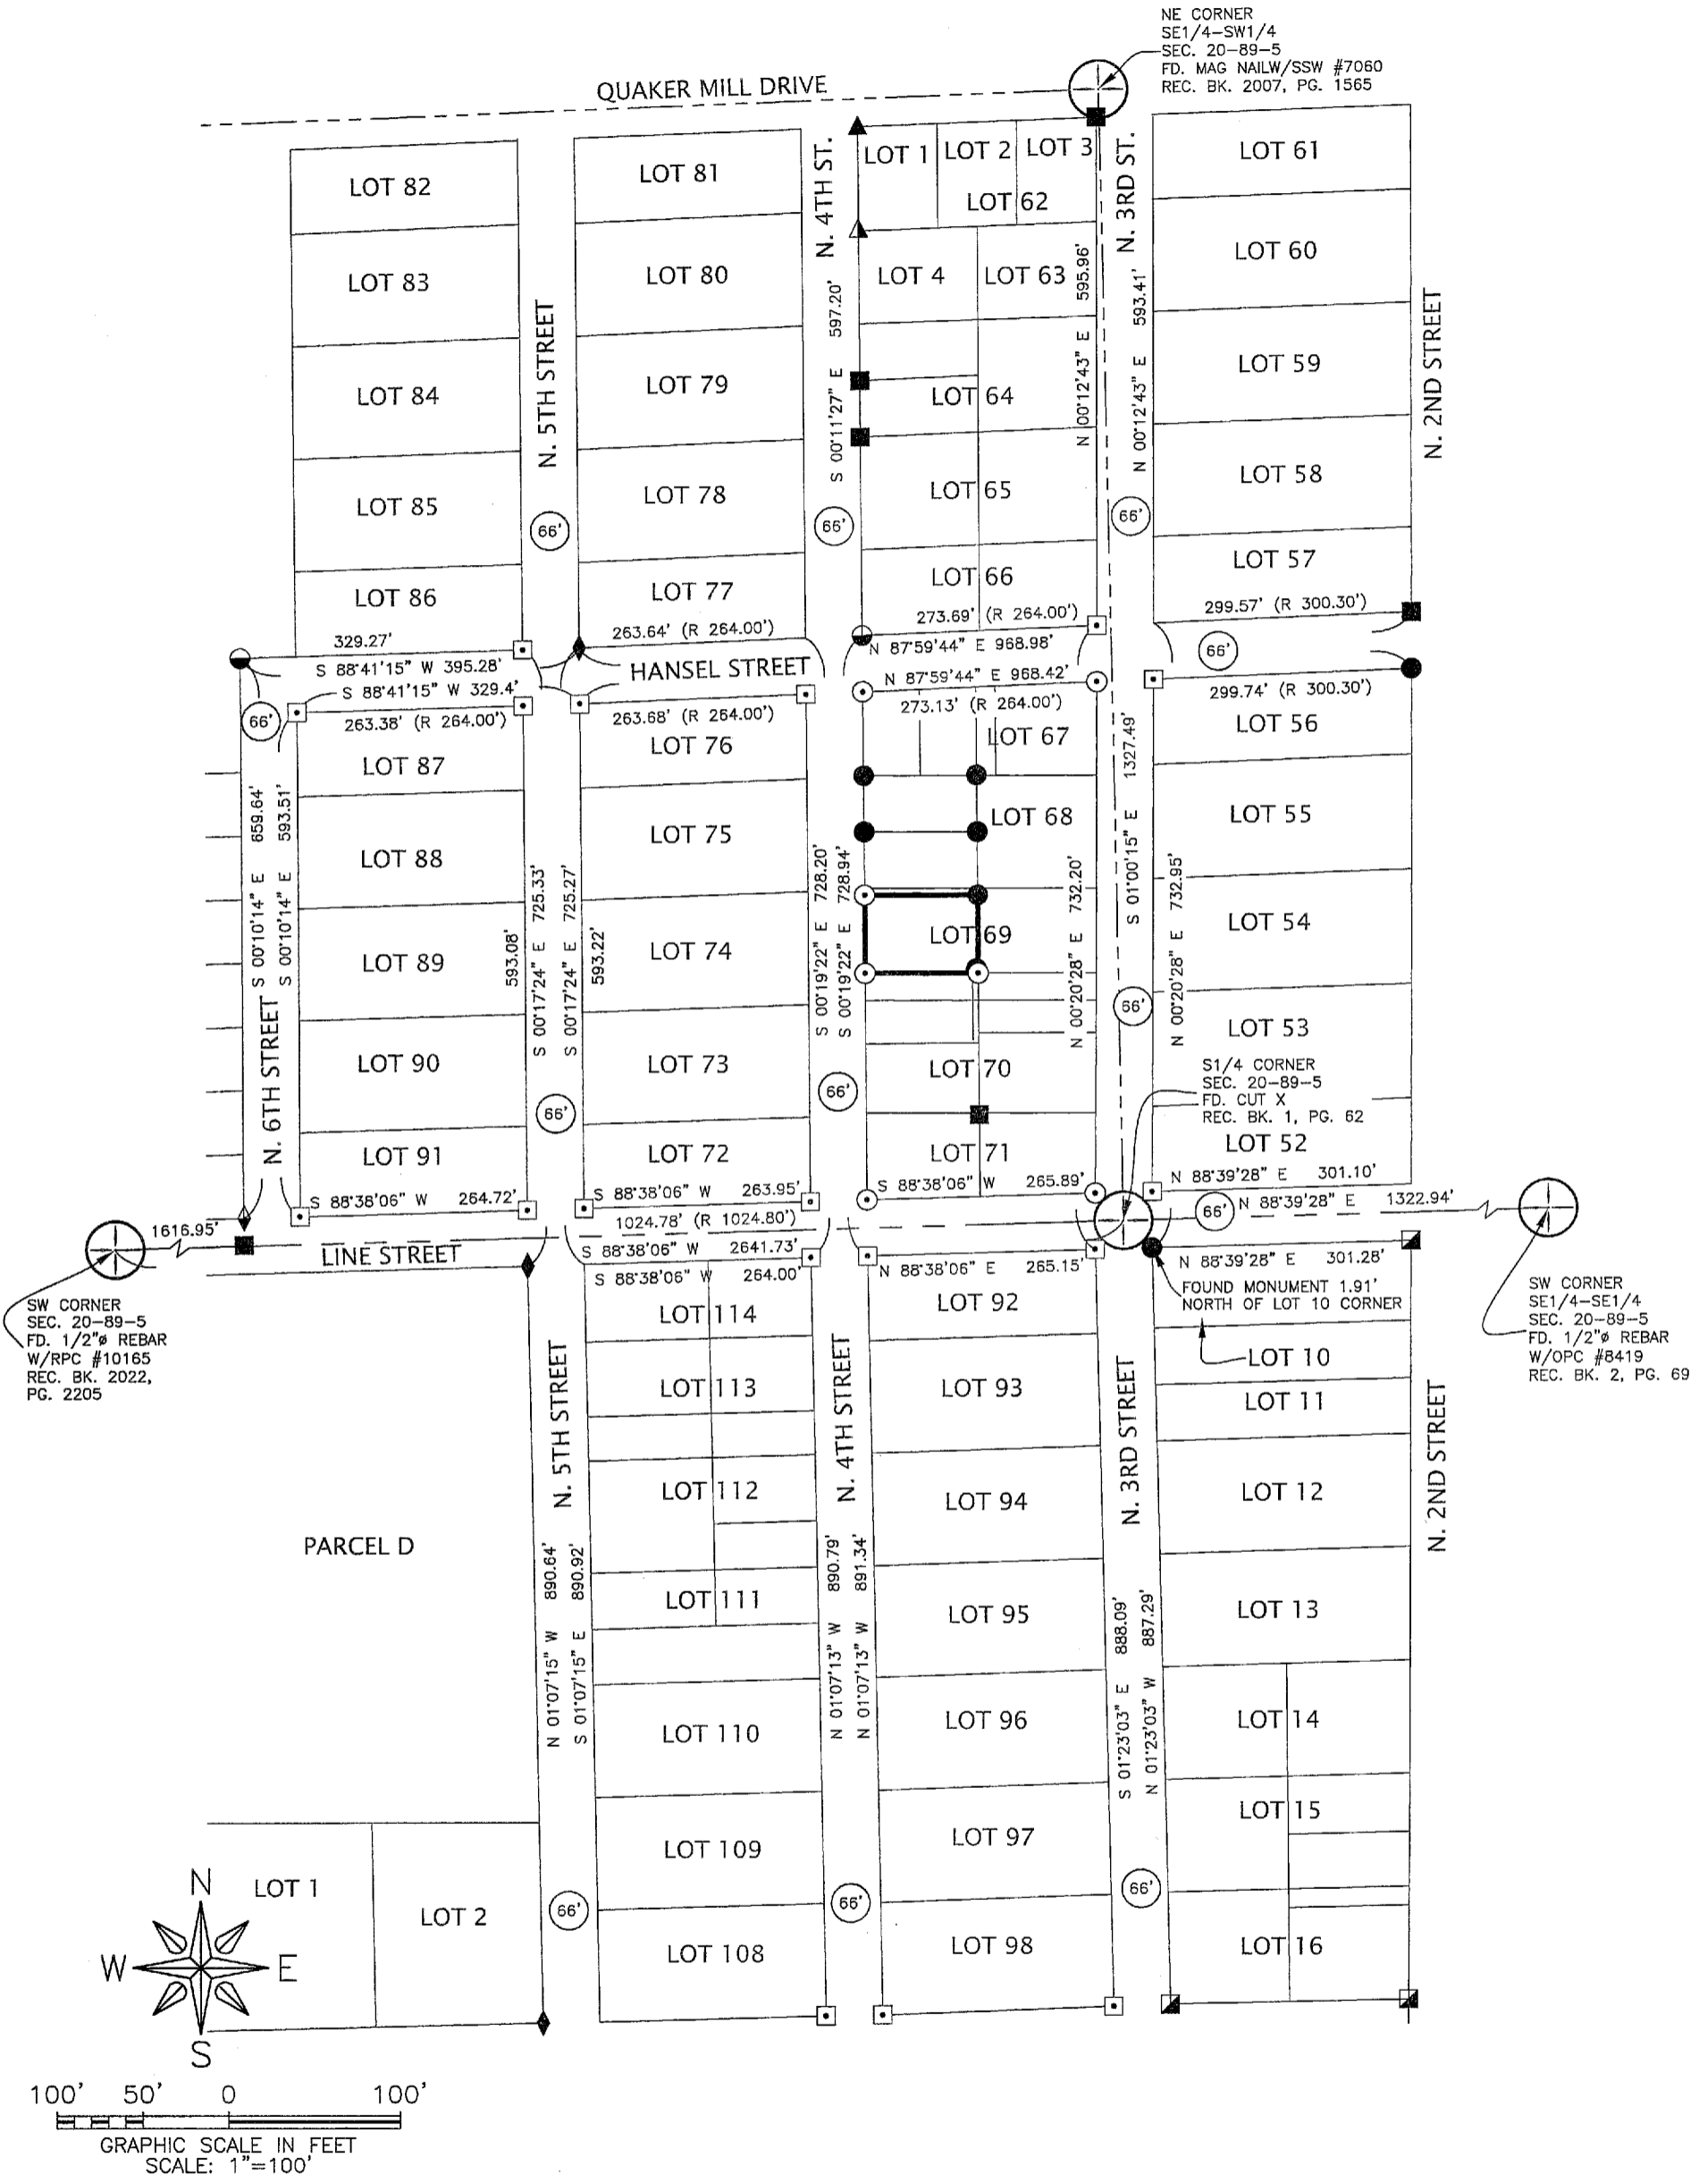 NE CORNER
SE1/4-SW1/4
SEC. 20-89-5
FD. MAG NAILW/SSW #7060
REC. BK. 2007, PG. 1565
QUAKER MILL DRIVE
LOT 82
LOT 83
LOT 84
LOT 85
LOT 86
329.27'
S 88°41'15" W 395.28'
S 88°41'15" W 329.4'
263.38' (R 264.00')
N. 5TH STREET
66'
LOT 81
LOT 80
LOT 79
LOT 78
LOT 77
263.64' (R 264.00')
HANSEL STREET
263.68' (R 264.00')
N. 4TH ST.
S 00°11'27" E 597.20'
66'
LOT 1
LOT 2
LOT 3
LOT 62
LOT 4
LOT 63
LOT 64
LOT 65
LOT 66
273.69' (R 264.00')
N 87°59'44" E 968.98'
N 87°59'44" E 968.42'
273.13' (R 264.00')
N 00°12'43" E 595.96'
N. 3RD ST.
N 00°12'43" E 593.41'
66'
LOT 61
LOT 60
LOT 59
LOT 58
LOT 57
299.57' (R 300.30')
66'
299.74' (R 300.30')
N. 2ND STREET
66'
S 00°10'14" E 659.64'
S 00°10'14" E 593.51'
N. 6TH STREET
LOT 87
LOT 88
LOT 89
LOT 90
LOT 91
S 88°38'06" W 264.72'
593.08'
S 00°17'24" E 725.33'
S 00°17'24" E 725.27'
593.22'
66'
LOT 76
LOT 75
LOT 74
LOT 73
LOT 72
S 88°38'06" W 263.95'
S 00°19'22" E 728.20'
S 00°19'22" E 728.94'
66'
LOT 67
LOT 68
LOT 69
LOT 70
LOT 71
S 88°38'06" W 265.89'
N 00°20'28" E 732.20'
S 01°00'15" E 1327.49'
N 00°20'28" E 732.95'
66'
LOT 56
LOT 55
LOT 54
LOT 53
S1/4 CORNER
SEC. 20-89-5
FD. CUT X
REC. BK. 1, PG. 62
LOT 52
N 88°39'28" E 301.10'
66'
N 88°39'28" E 1322.94'
1616.95'
LINE STREET
1024.78' (R 1024.80')
S 88°38'06" W 2641.73'
S 88°38'06" W 264.00'
N 88°38'06" E 265.15'
N 88°39'28" E 301.28'
FOUND MONUMENT 1.91'
NORTH OF LOT 10 CORNER
SW CORNER
SEC. 20-89-5
FD. 1/2"ø REBAR
W/RPC #10165
REC. BK. 2022,
PG. 2205
SW CORNER
SE1/4-SE1/4
SEC. 20-89-5
FD. 1/2"ø REBAR
W/OPC #8419
REC. BK. 2, PG. 69
PARCEL D
N. 5TH STREET
N 01°07'15" W 890.64'
S 01°07'15" E 890.92'
66'
LOT 114
LOT 113
LOT 112
LOT 111
LOT 110
LOT 109
LOT 108
N. 4TH STREET
N 01°07'13" W 890.79'
N 01°07'13" W 891.34'
66'
LOT 92
LOT 93
LOT 94
LOT 95
LOT 96
LOT 97
LOT 98
N. 3RD STREET
S 01°23'03" E 888.09'
N 01°23'03" W 887.29'
66'
LOT 10
LOT 11
LOT 12
LOT 13
LOT 14
LOT 15
LOT 16
N. 2ND STREET
LOT 1
LOT 2
N
W
E
S
100' 50' 0 100'
GRAPHIC SCALE IN FEET
SCALE: 1"=100'